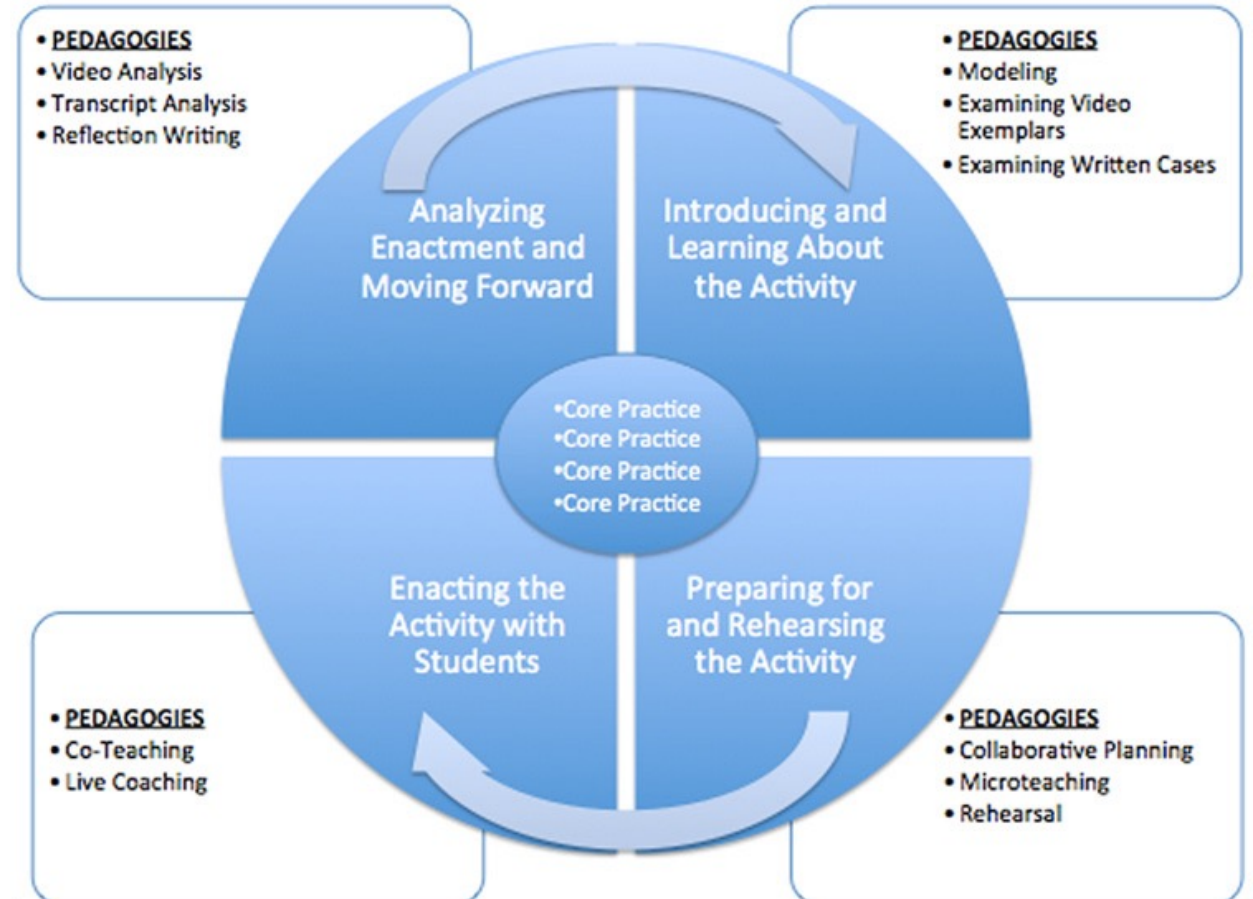 • PEDAGOGIES
• Video Analysis
• Transcript Analysis
• Reflection Writing
• PEDAGOGIES
• Modeling
• Examining Video
Exemplars
• Examining Written Cases
Analyzing
Enactment and
Moving Forward
Introducing and
Learning About
the Activity
•Core Practice
•Core Practice
•Core Practice
•Core Practice
Enacting the
Activity with
Students
Preparing for
and Rehearsing
the Activity
• PEDAGOGIES
• Co-Teaching
• Live Coaching
• PEDAGOGIES
• Collaborative Planning
• Microteaching
• Rehearsal